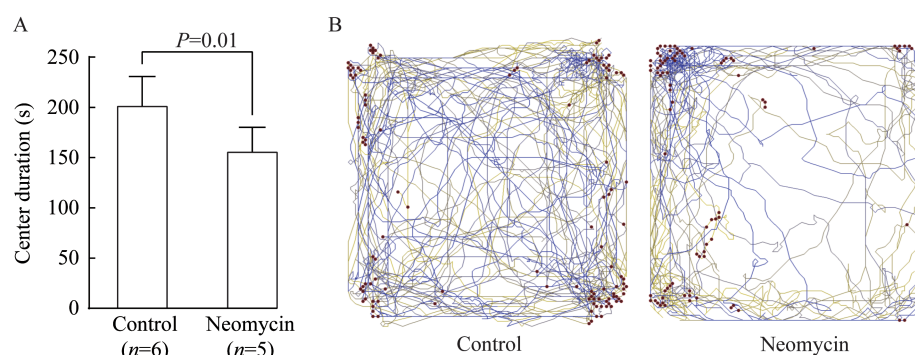 A
P=0.01
250
200
150
100
50
0
Center duration (s)
Control
(n=6)
Neomycin
(n=5)
B
Control
Neomycin